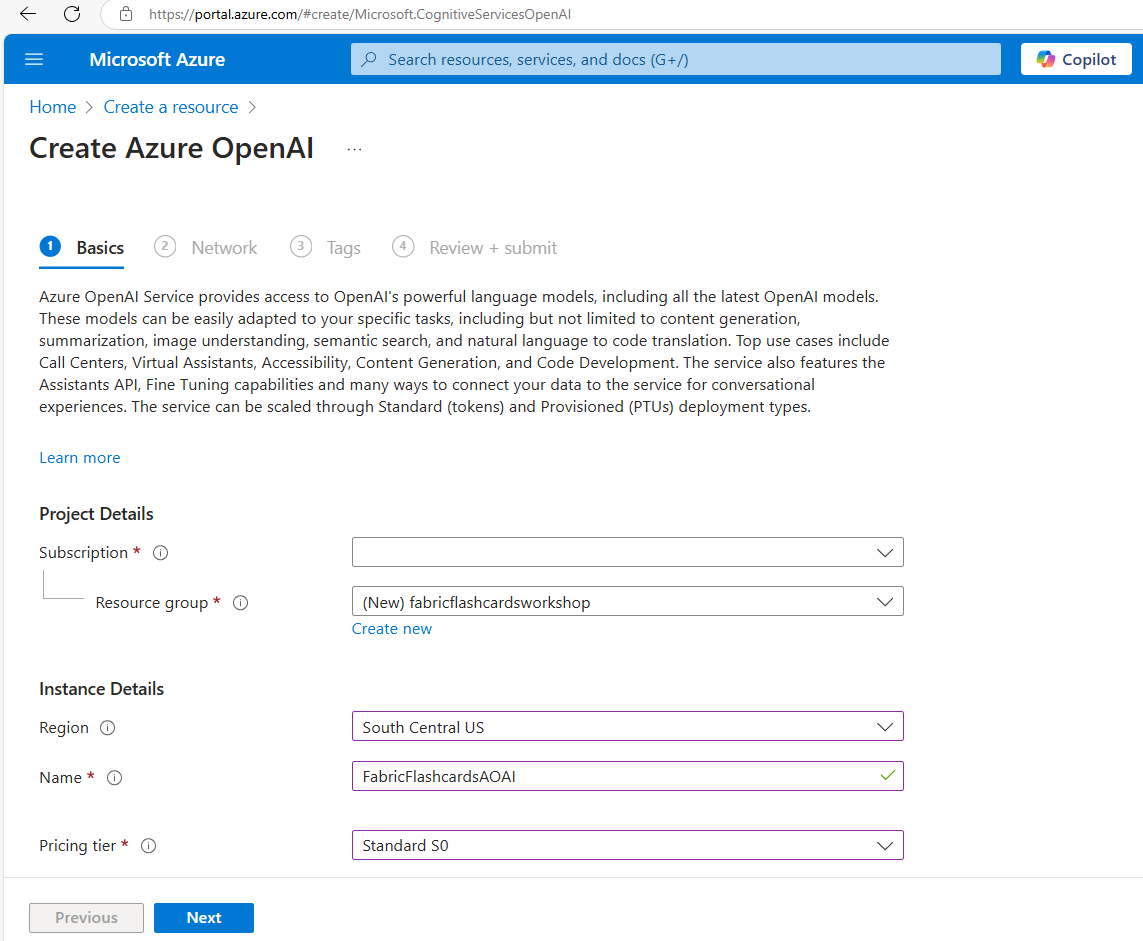 https://portal.azure.com/#create/Microsoft.CognitiveServicesOpenAI
Microsoft Azure
Search resources, services, and docs (G+/)
Copilot
Home > Create a resource >
Create Azure OpenAI ...
1 Basics 2 Network 3 Tags 4 Review + submit
Azure OpenAI Service provides access to OpenAI's powerful language models, including all the latest OpenAI models.
These models can be easily adapted to your specific tasks, including but not limited to content generation,
summarization, image understanding, semantic search, and natural language to code translation. Top use cases include
Call Centers, Virtual Assistants, Accessibility, Content Generation, and Code Development. The service also features the
Assistants API, Fine Tuning capabilities and many ways to connect your data to the service for conversational
experiences. The service can be scaled through Standard (tokens) and Provisioned (PTUs) deployment types.
Learn more
Project Details
Subscription *
Resource group * (New) fabricflashcardsworkshop
Create new
Instance Details
Region South Central US
Name * FabricFlashcardsAOAI
Pricing tier * Standard S0
Previous Next